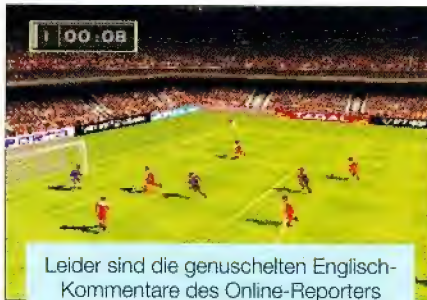 1 00:08
Leider sind die genuschelten Englisch-
Kommentare des Online-Reporters